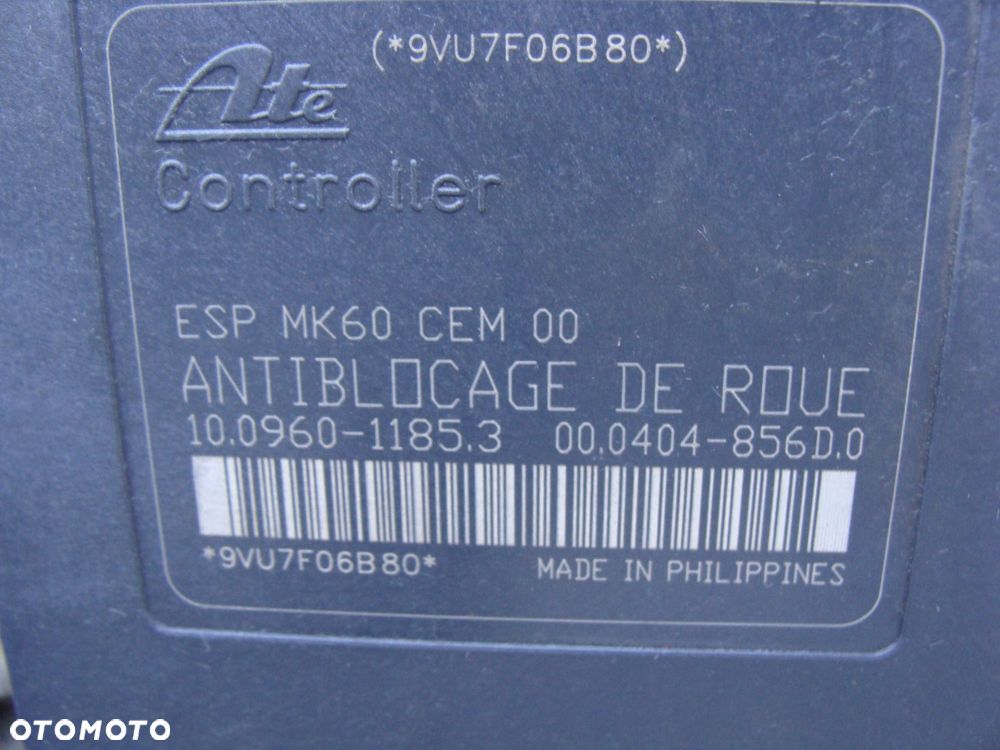 (*9VU7F06B80*)
Ate
Controller
ESP MK60 CEM 00
ANTIBLOCAGE DE ROUE
10.0960-1185.3 00.0404-856D.0
*9VU7F06B80*
MADE IN PHILIPPINES
OTOMOTO